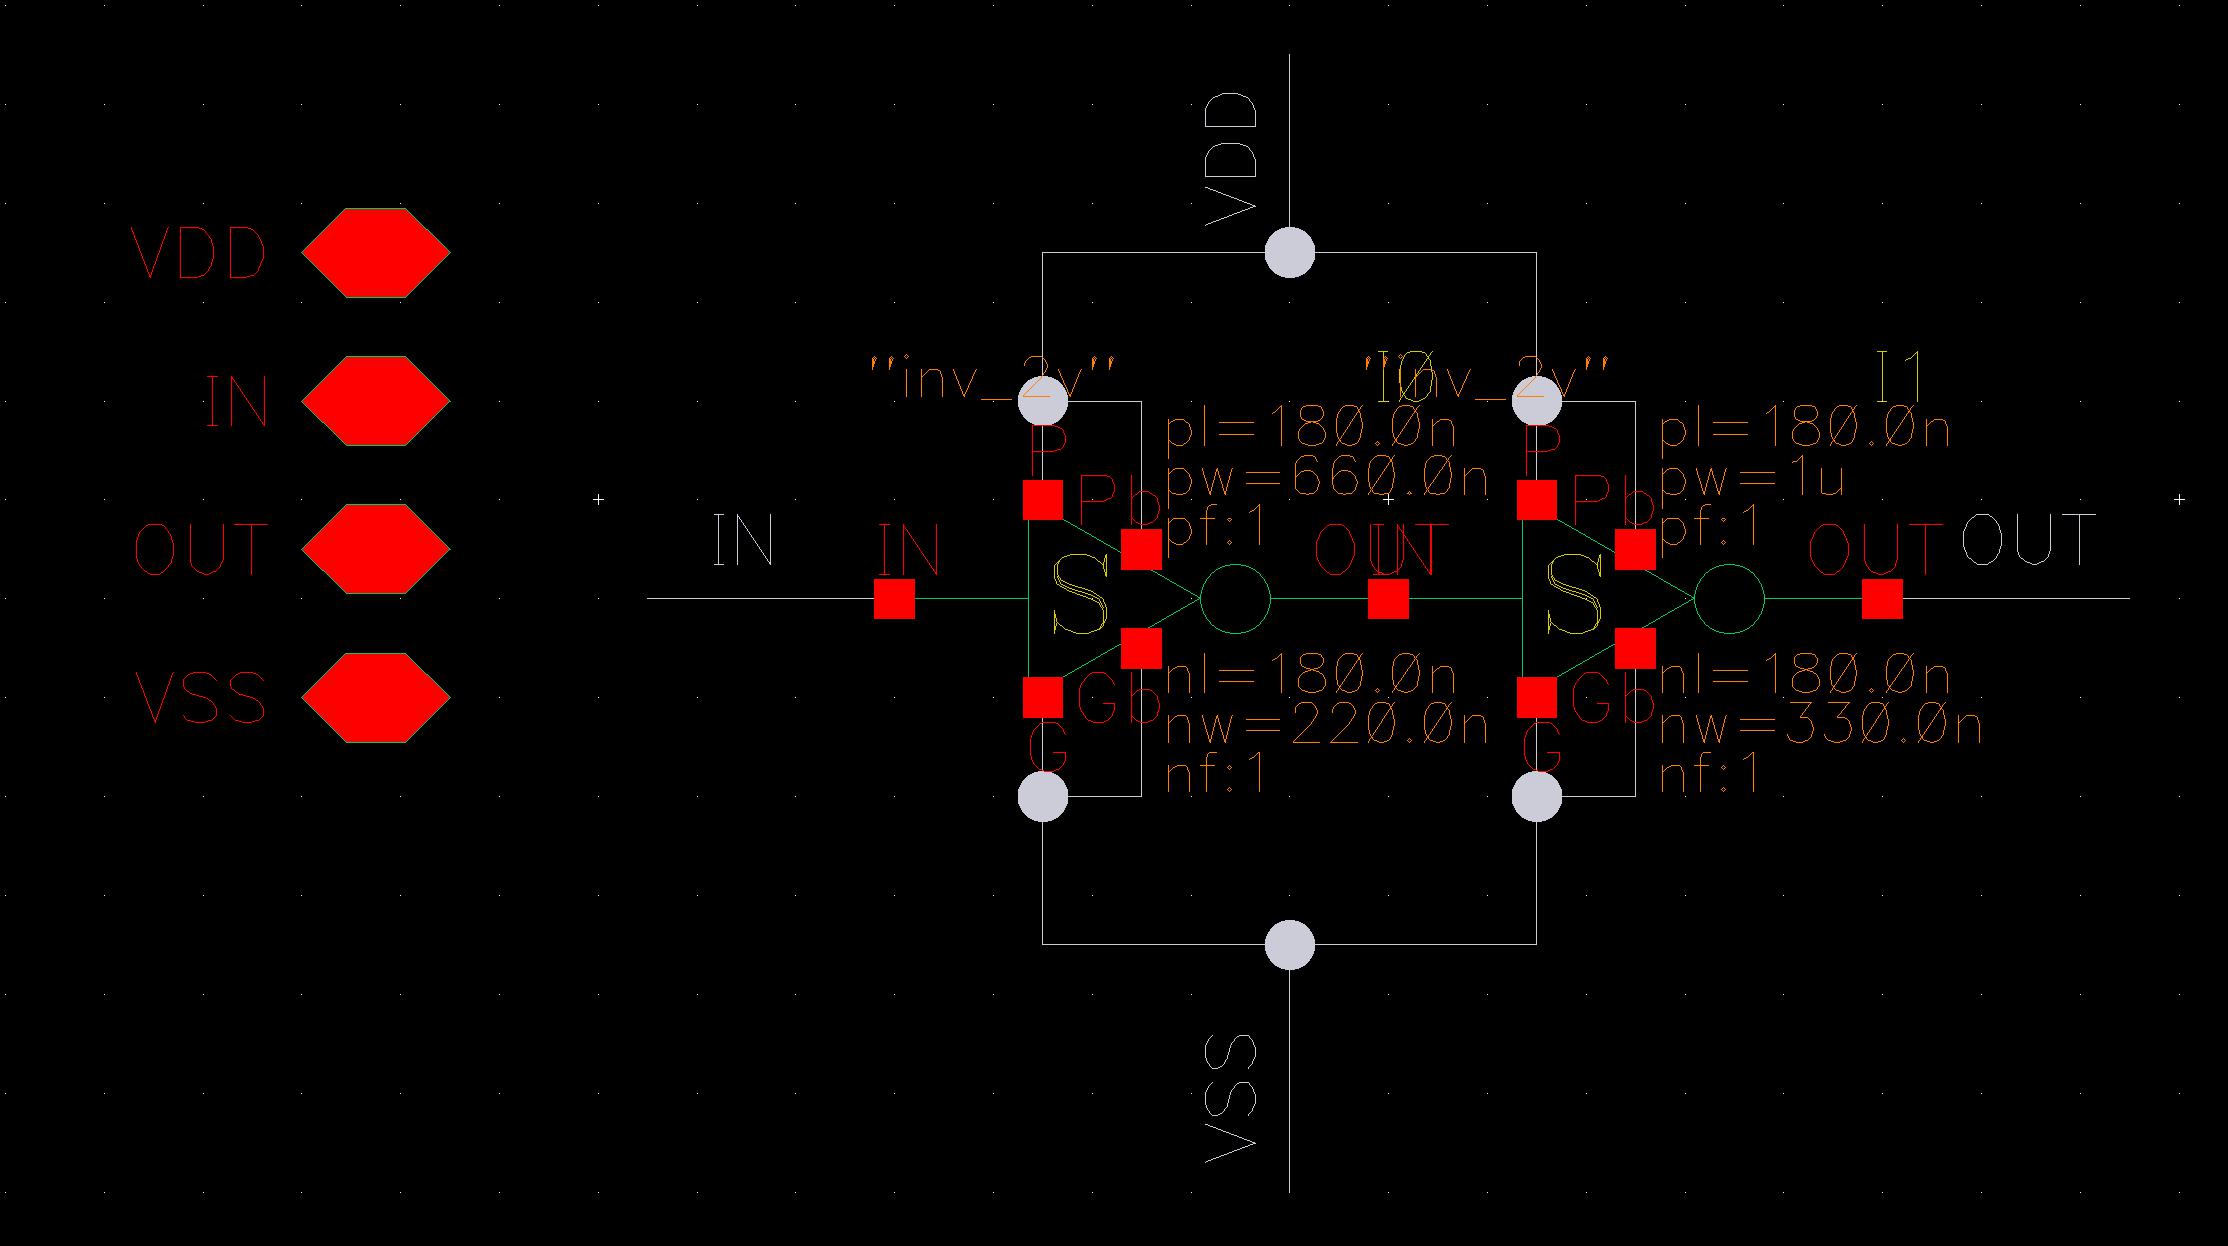 VDD
IN
OUT
VSS
VDD
"inv_2v"
I0
"inv_2v"
I1
P
pl=180.0n
pw=660.0n
pf:1
Pb
P
pl=180.0n
pw=1u
pf:1
Pb
IN
IN
S
OUT
IN
S
OUT
OUT
Gb
G
nl=180.0n
nw=220.0n
nf:1
Gb
G
nl=180.0n
nw=330.0n
nf:1
VSS